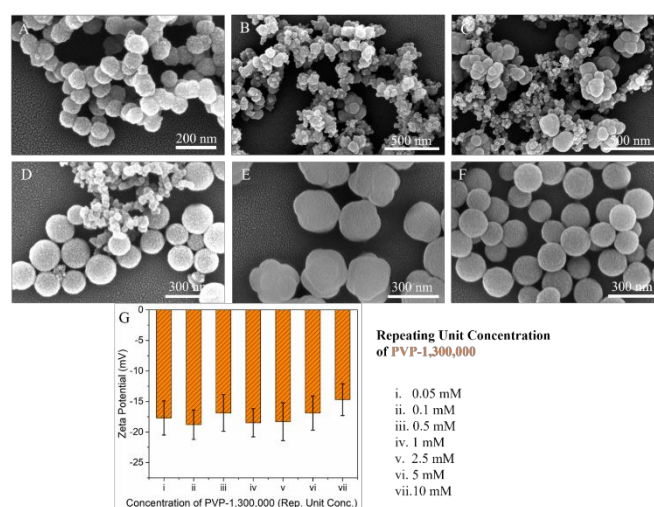 A
200 nm
B
500 nm
C
500 nm
D
300 nm
E
300 nm
F
300 nm
G
0
-5
-10
-15
-20
-25
Zeta Potential (mV)
i ii iii iv v vi vii
Concentration of PVP-1,300,000 (Rep. Unit Conc.)
Repeating Unit Concentration
of PVP-1,300,000
i. 0.05 mM
ii. 0.1 mM
iii. 0.5 mM
iv. 1 mM
v. 2.5 mM
vi. 5 mM
vii.10 mM